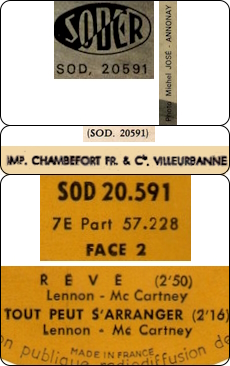 SODER
SOD. 20591
Photo Michel JOSÉ - ANNONAY
(SOD. 20591)
IMP. CHAMBEFORT FR. & Cie. VILLEURBANNE
SOD 20.591
7E Part 57.228
FACE 2
RÊVE (2'50)
Lennon - Mc Cartney
TOUT PEUT S'ARRANGER (2'16)
Lennon - Mc Cartney
MADE IN FRANCE
on publique radiodiffusion de